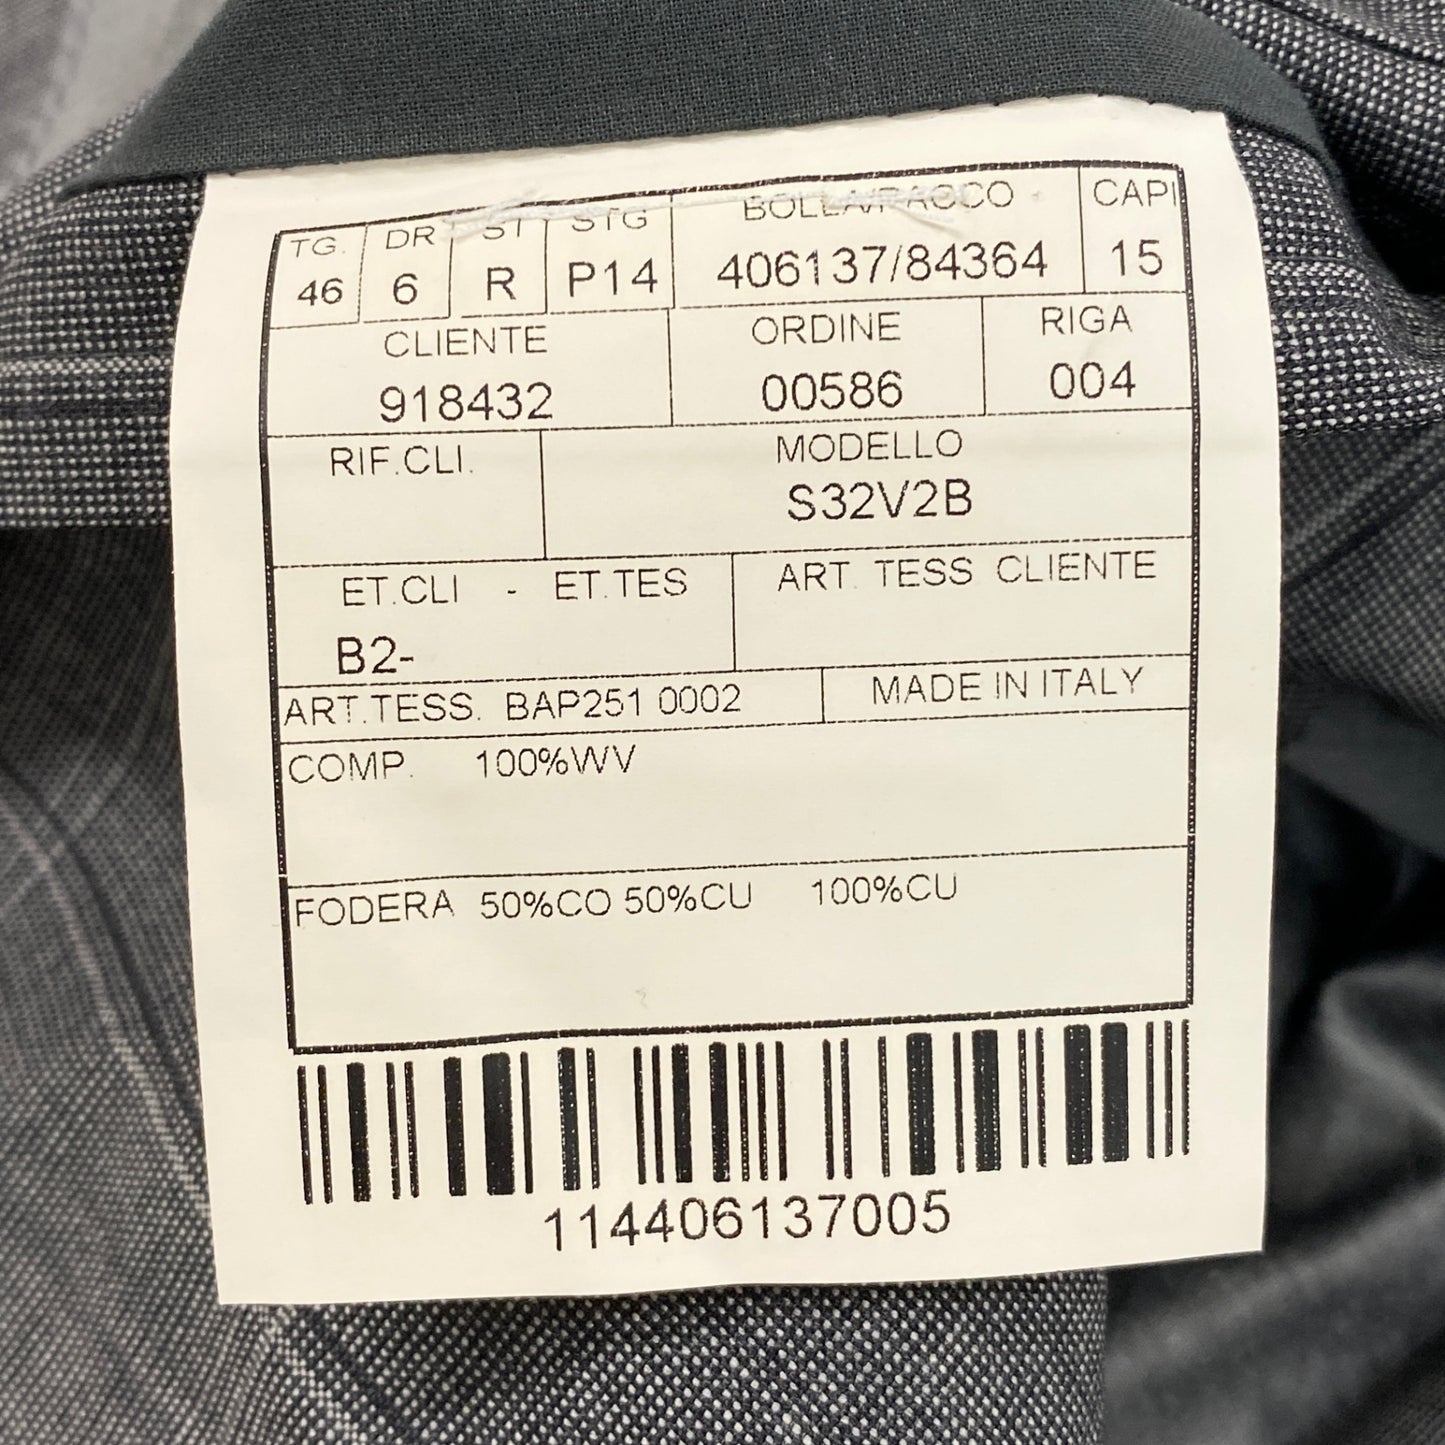 TG. DR ST STG BOLLA/PACCO CAPI
46 6 R P14 406137/84364 15
CLIENTE ORDINE RIGA
918432 00586 004
RIF.CLI. MODELLO
S32V2B
ET.CLI - ET.TES ART TESS CLIENTE
B2-
ART.TESS. BAP251 0002 MADE IN ITALY
COMP. 100%WV
FODERA 50%CO 50%CU 100%CU
114406137005